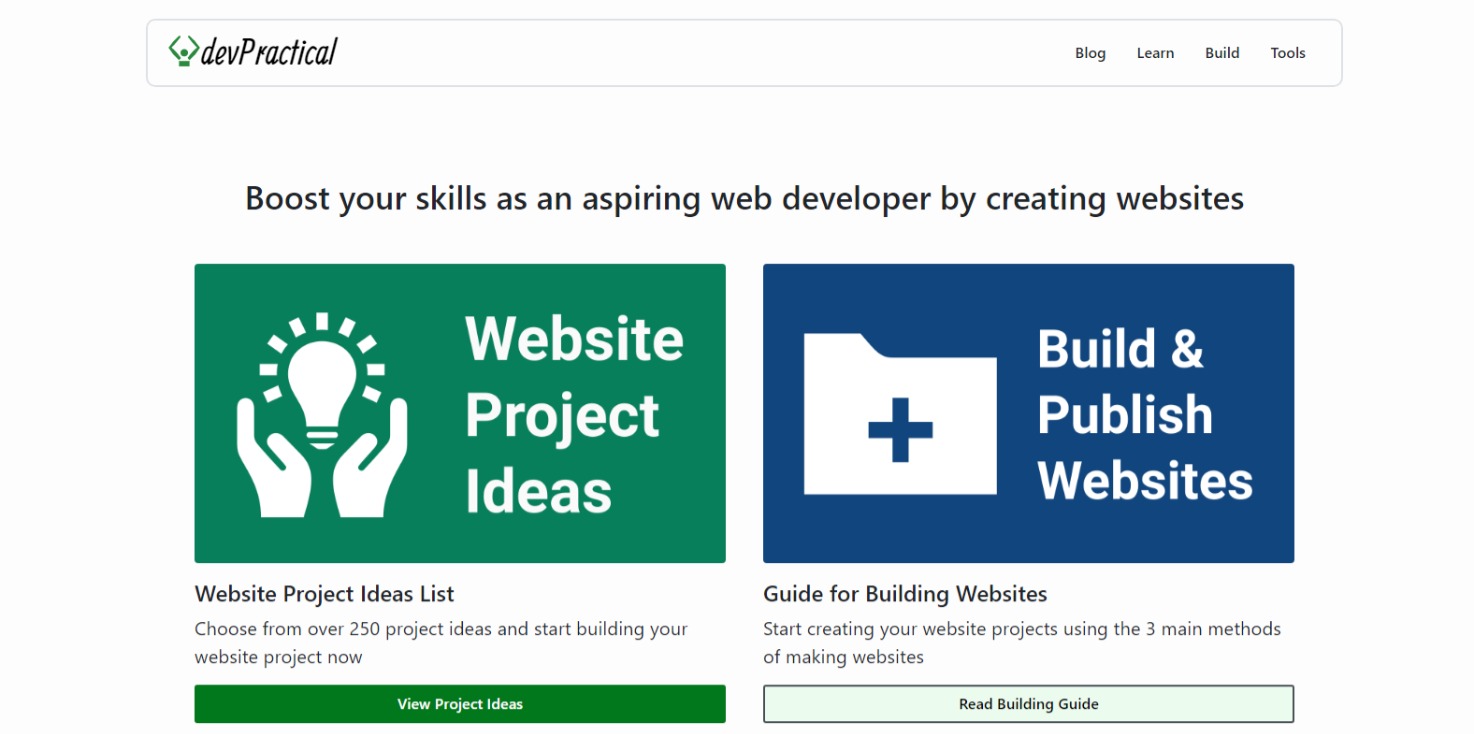 devPractical
Blog Learn Build Tools
Boost your skills as an aspiring web developer by creating websites
Website
Project
Ideas
Website Project Ideas List
Choose from over 250 project ideas and start building your
website project now
View Project Ideas
Build &
Publish
Websites
Guide for Building Websites
Start creating your website projects using the 3 main methods
of making websites
Read Building Guide